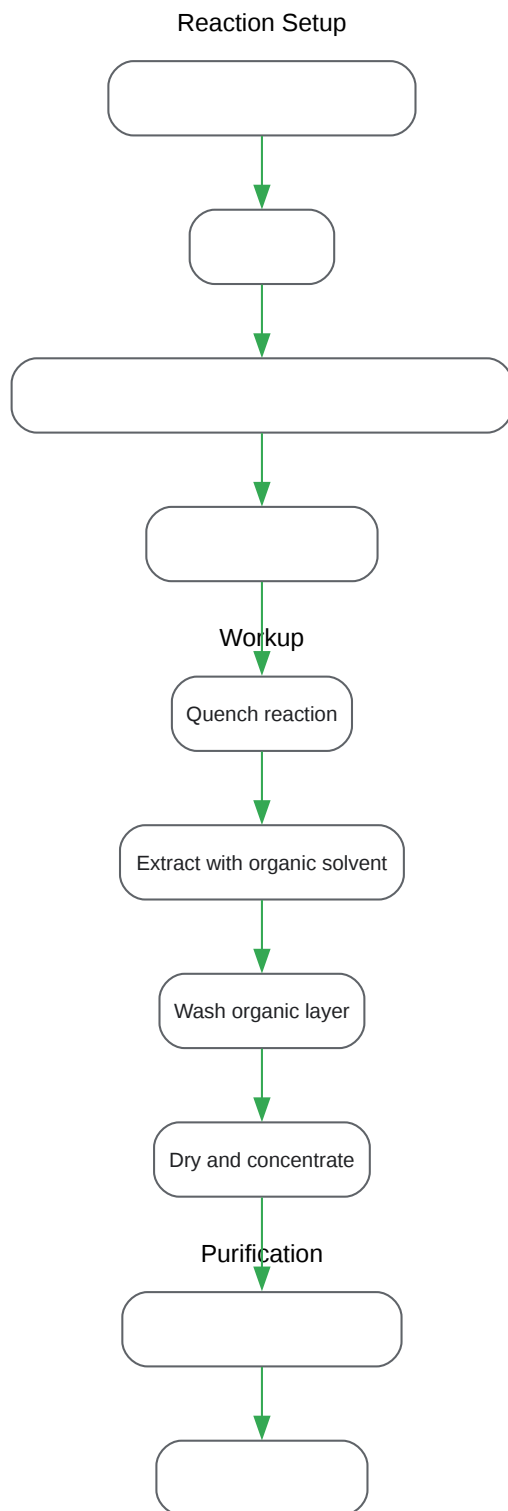 Reaction Setup
Workup
Quench reaction
Extract with organic solvent
Wash organic layer
Dry and concentrate
Purification